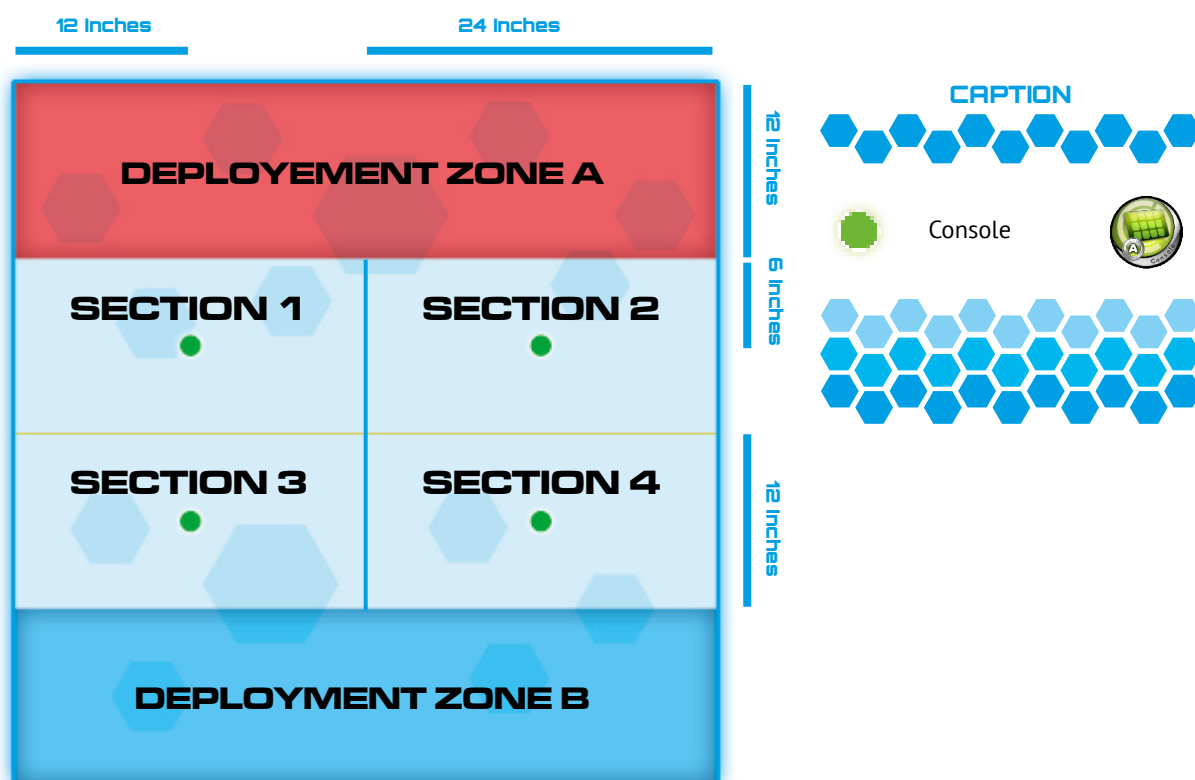 12 Inches
24 Inches
DEPLOYEMENT ZONE A
12 Inches
CAPTION
Console
A
Console
6 Inches
SECTION 1
SECTION 2
SECTION 3
SECTION 4
12 Inches
DEPLOYMENT ZONE B